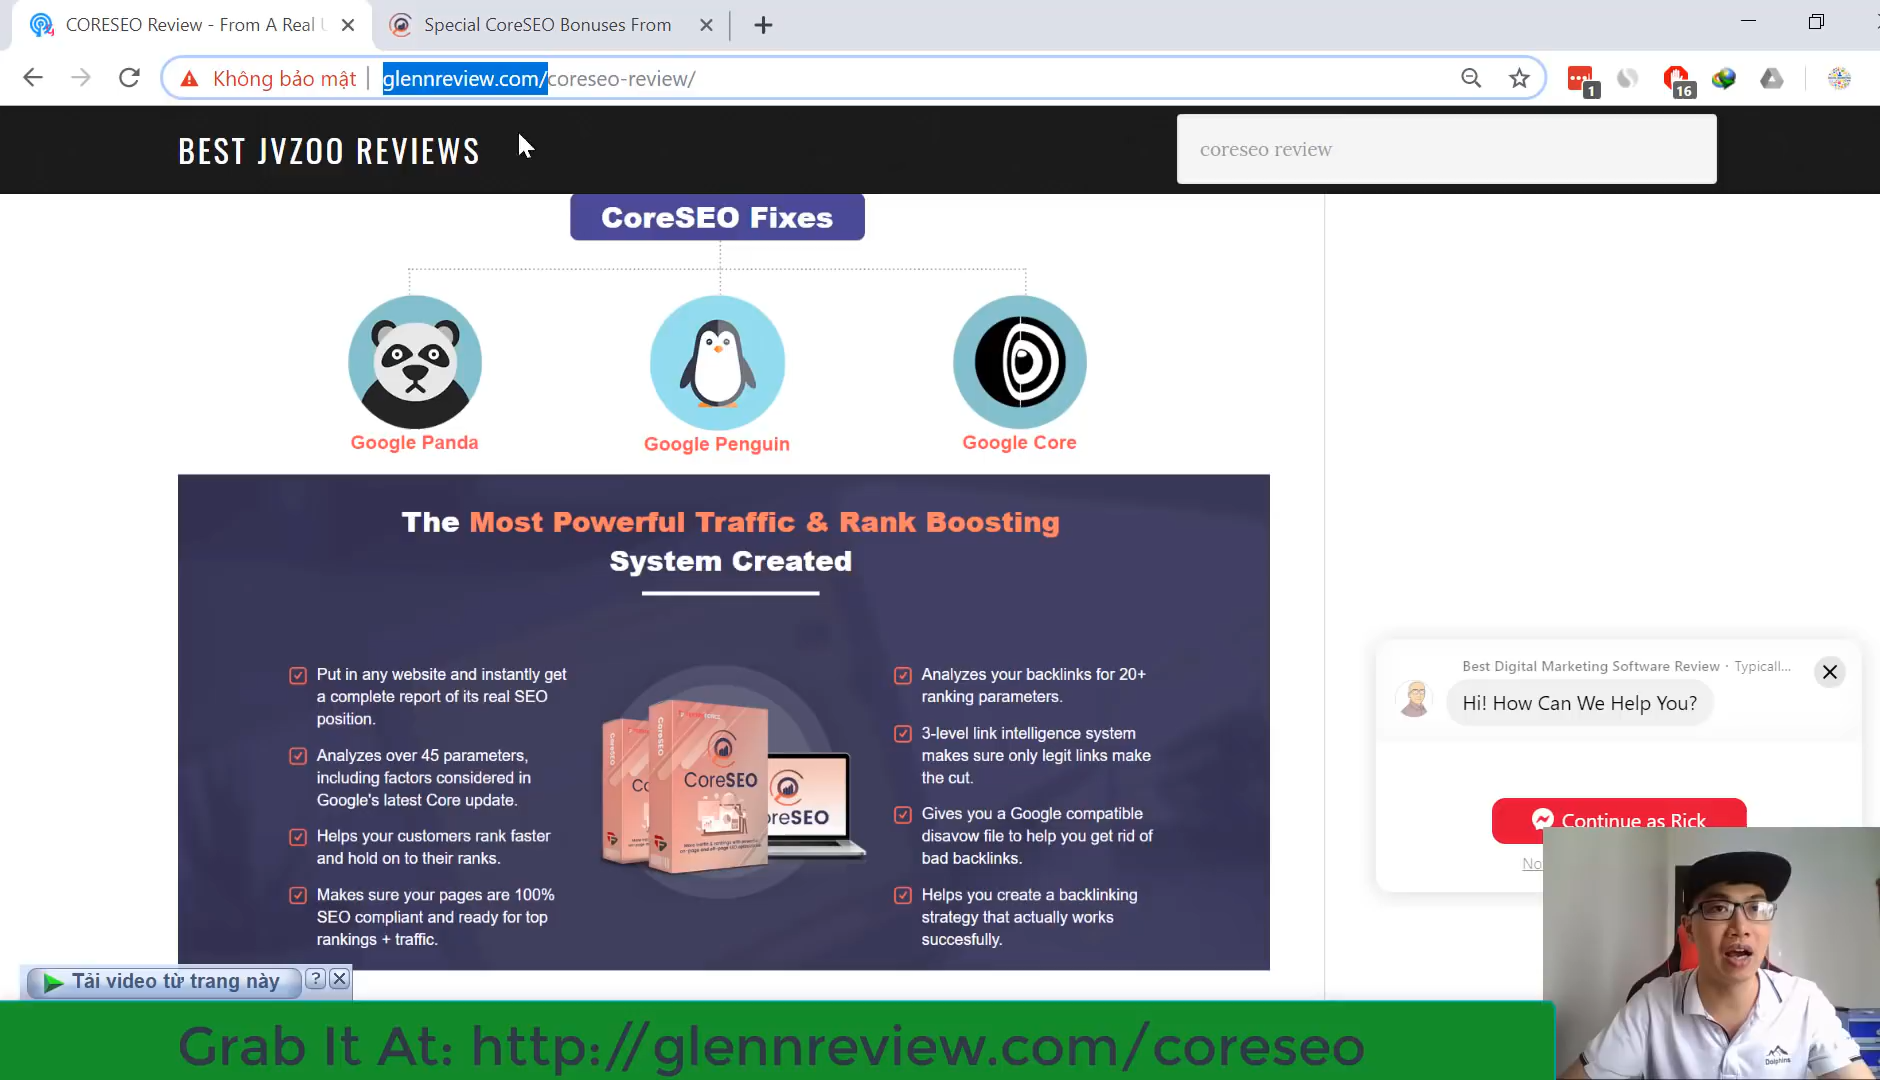 CORESEO Review - From A Real
Special CoreSEO Bonuses From
Không bảo mật
glennreview.com/coreseo-review/
1
16
BEST JVZOO REVIEWS
coreseo review
CoreSEO Fixes
Google Panda
Google Penguin
Google Core
The Most Powerful Traffic & Rank Boosting
System Created
Put in any website and instantly get
a complete report of its real SEO
position.
Analyzes over 45 parameters,
including factors considered in
Google's latest Core update.
Helps your customers rank faster
and hold on to their ranks.
Makes sure your pages are 100%
SEO compliant and ready for top
rankings + traffic.
CoreSEO
CoreSEO
reSEO
Analyzes your backlinks for 20+
ranking parameters.
3-level link intelligence system
makes sure only legit links make
the cut.
Gives you a Google compatible
disavow file to help you get rid of
bad backlinks.
Helps you create a backlinking
strategy that actually works
succesfully.
Best Digital Marketing Software Review · Typicall...
Hi! How Can We Help You?
Continue as Rick
No
Tải video từ trang này
?
Grab It At: http://glennreview.com/coreseo
Dolphins